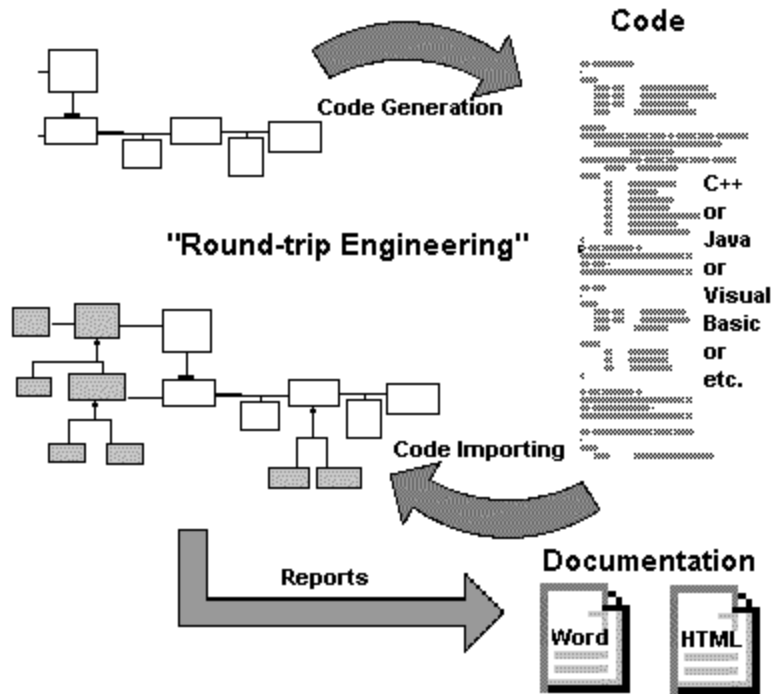 Code
Code Generation
C++
or
Java
or
Visual
Basic
or
etc.
"Round-trip Engineering"
Code Importing
Reports
Documentation
Word
HTML